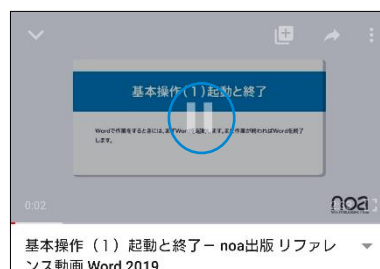 基本操作(1)起動と終了
Wordで作業をするときには、まずWordを起動します。また作業が終わればWordを終了
します。
0:02
noa
基本操作（1）起動と終了－ noa出版 リファレ
ンス動画 Word 2019